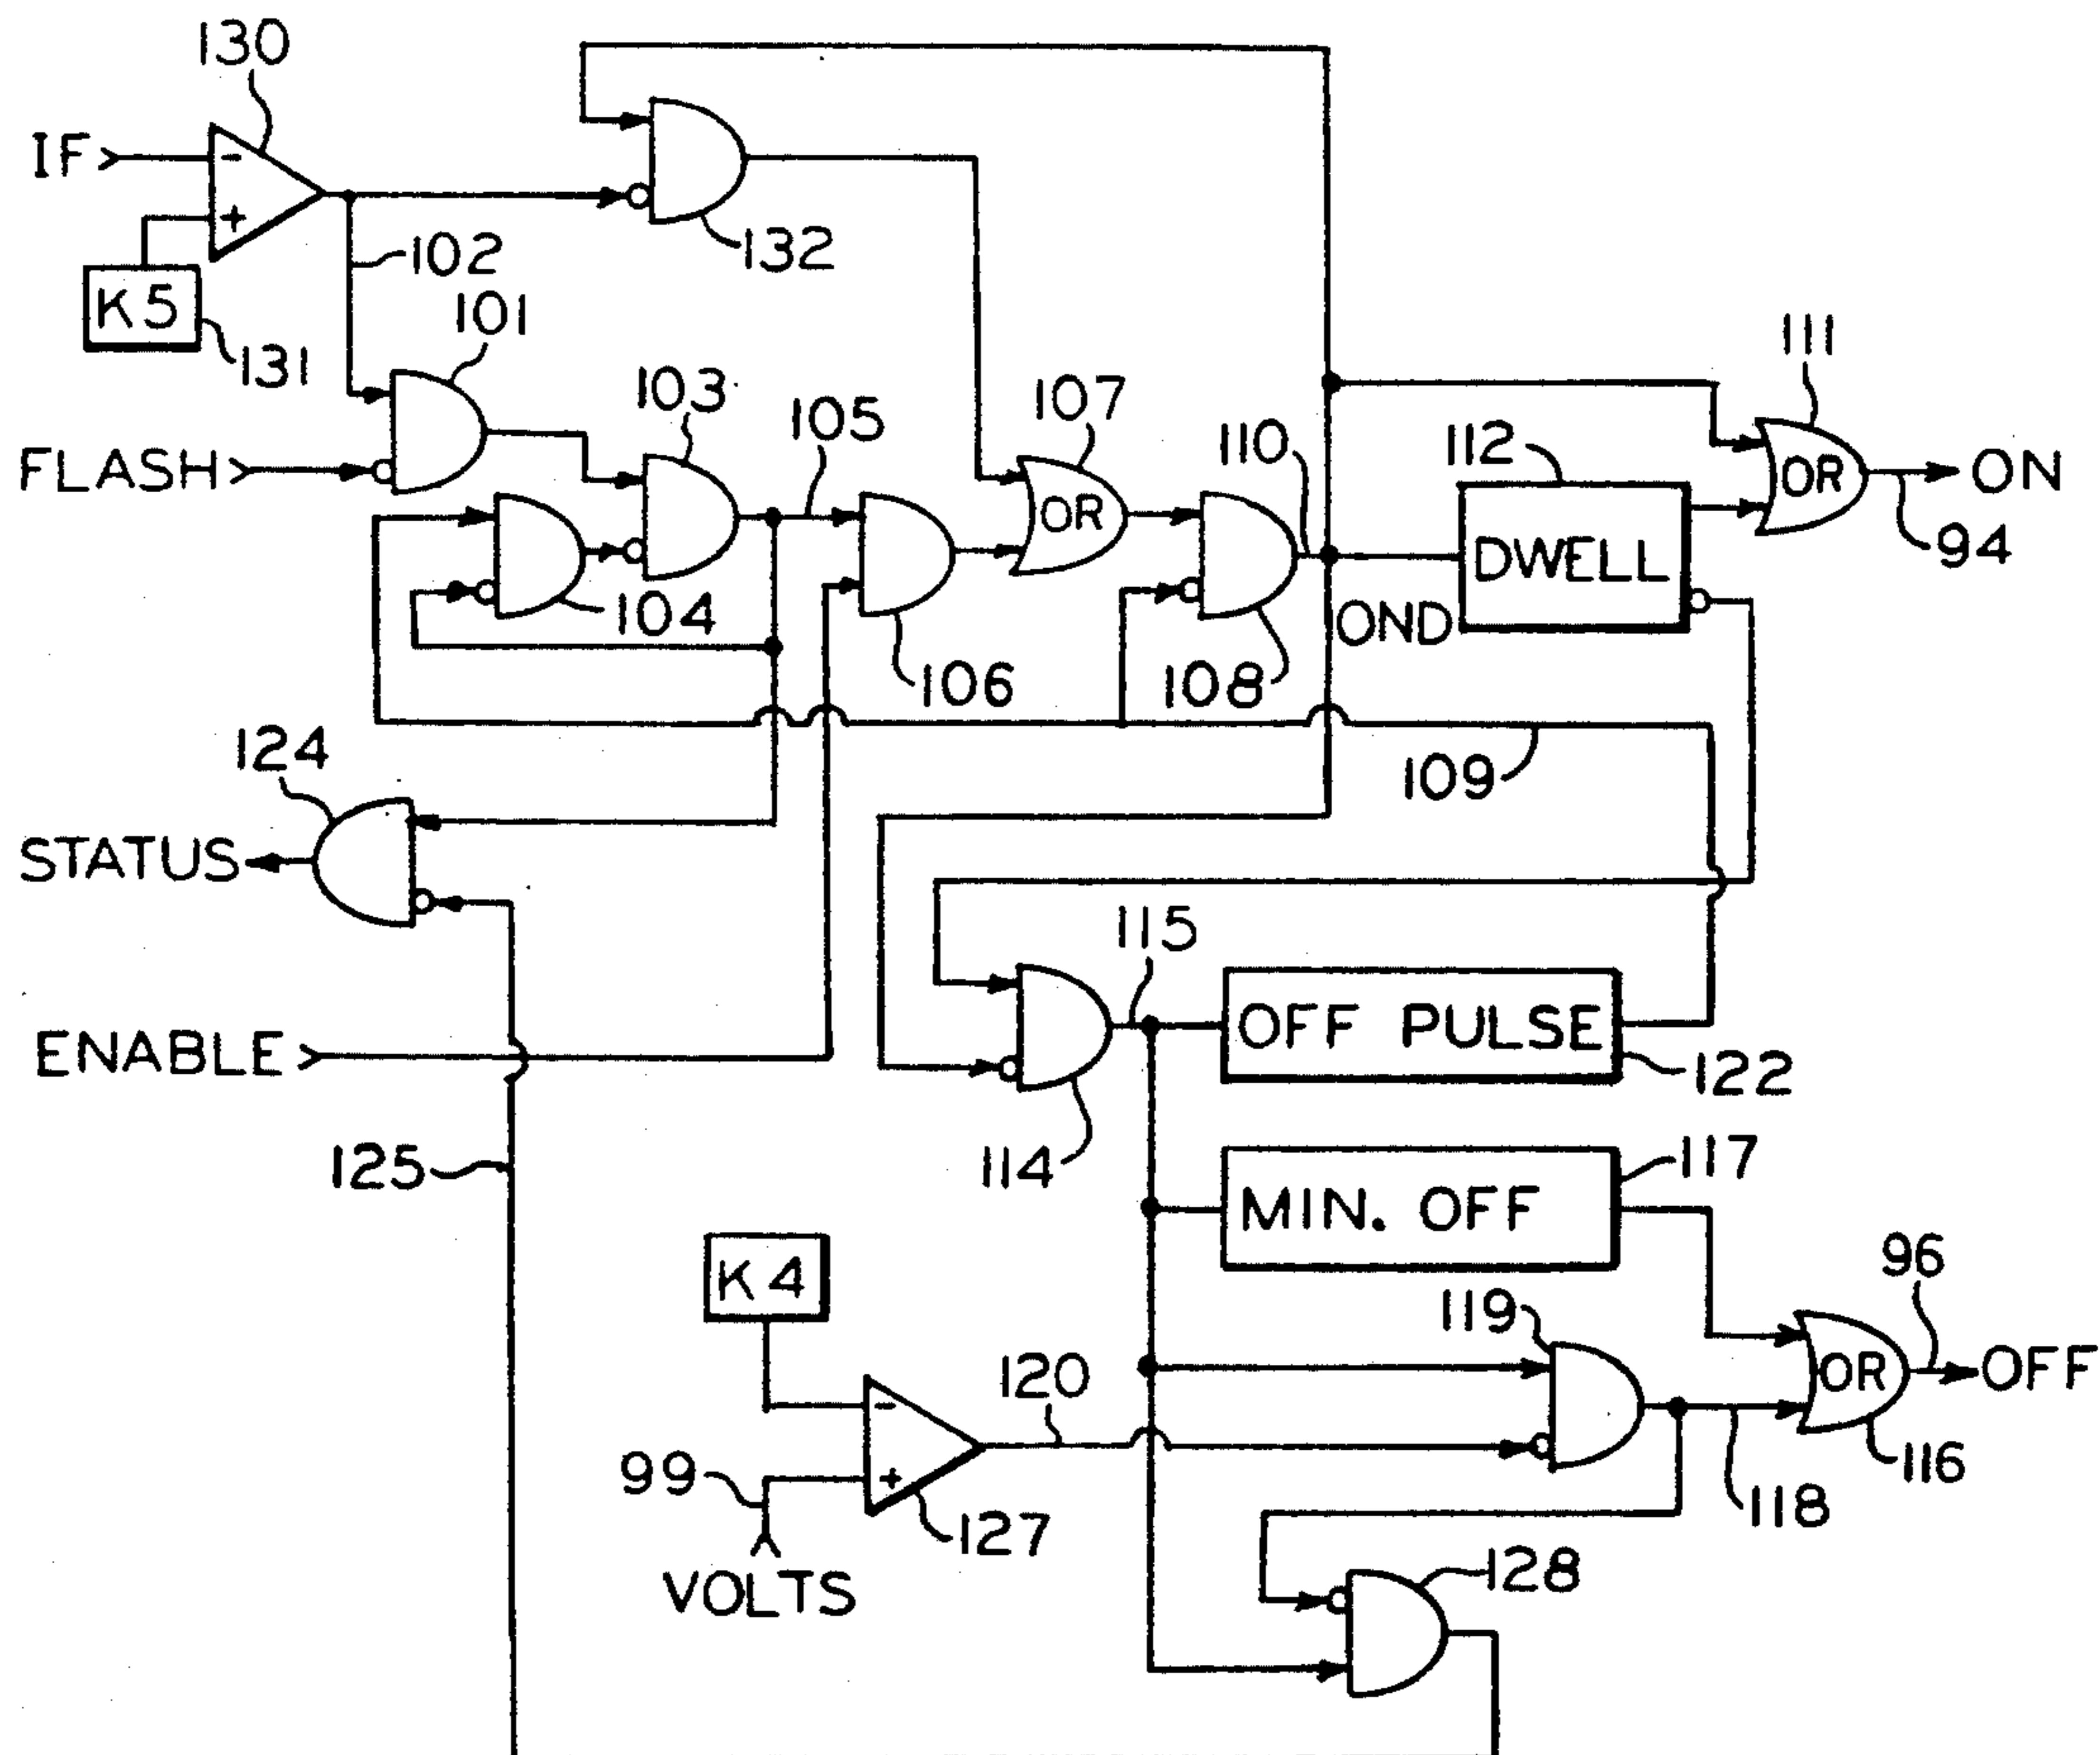 130
IF
-
+
132
102
K5
131
101
103
105
107
111
FLASH
110
112
OR
ON
OR
DWELL
94
104
OND
106
108
109
124
STATUS
115
ENABLE
OFF PULSE
122
125
114
117
MIN. OFF
K4
96
119
120
OR
OFF
-
99
+
116
118
127
128
VOLTS